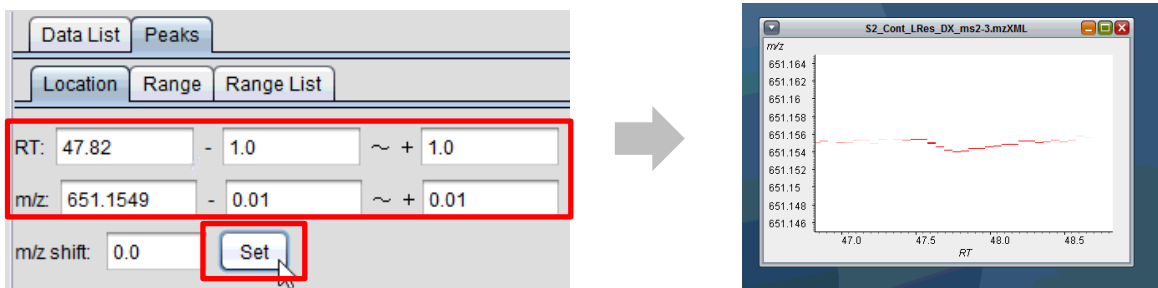 Data List Peaks
Location Range Range List
RT: 47.82 - 1.0 ~ + 1.0
m/z: 651.1549 - 0.01 ~ + 0.01
m/z shift: 0.0 Set
S2_Cont_LRes_DX_ms2-3.mzXML
m/z
651.164
651.162
651.16
651.158
651.156
651.154
651.152
651.15
651.148
651.146
47.0 47.5 48.0 48.5
RT